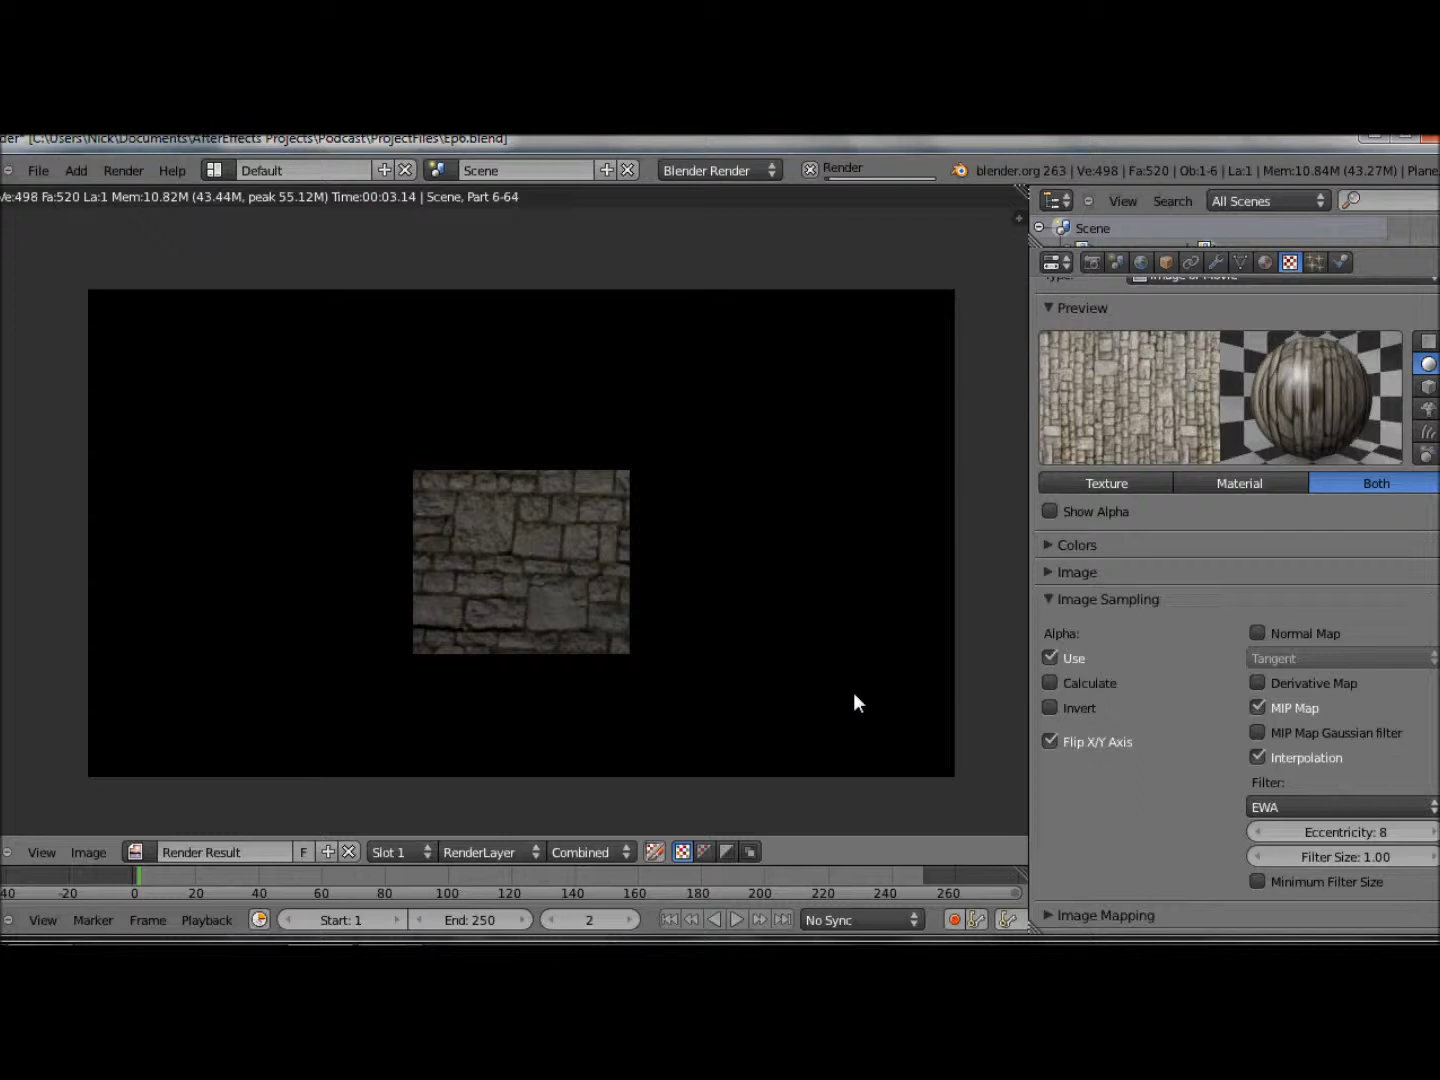 der* [C:\Users\Nick\Documents\AfterEffects Projects\Podcast\ProjectFiles\Ep6.blend]
File Add Render Help Default Scene Blender Render Render blender.org 263 | Ve:498 | Fa:520 | Ob:1-6 | La:1 | Mem:10.84M (43.27M) | Plane
Ve:498 Fa:520 La:1 Mem:10.82M (43.44M, peak 55.12M) Time:00:03.14 | Scene, Part 6-64
View Search All Scenes
Scene
Preview
Texture Material Both
Show Alpha
Colors
Image
Image Sampling
Alpha: Normal Map
Use Tangent
Calculate Derivative Map
Invert MIP Map
MIP Map Gaussian filter
Flip X/Y Axis
Interpolation
Filter:
EWA
Eccentricity: 8
Filter Size: 1.00
Minimum Filter Size
Image Mapping
View Image Render Result F Slot 1 RenderLayer Combined
40 -20 0 20 40 60 80 100 120 140 160 180 200 220 240 260
View Marker Frame Playback Start: 1 End: 250 2 No Sync